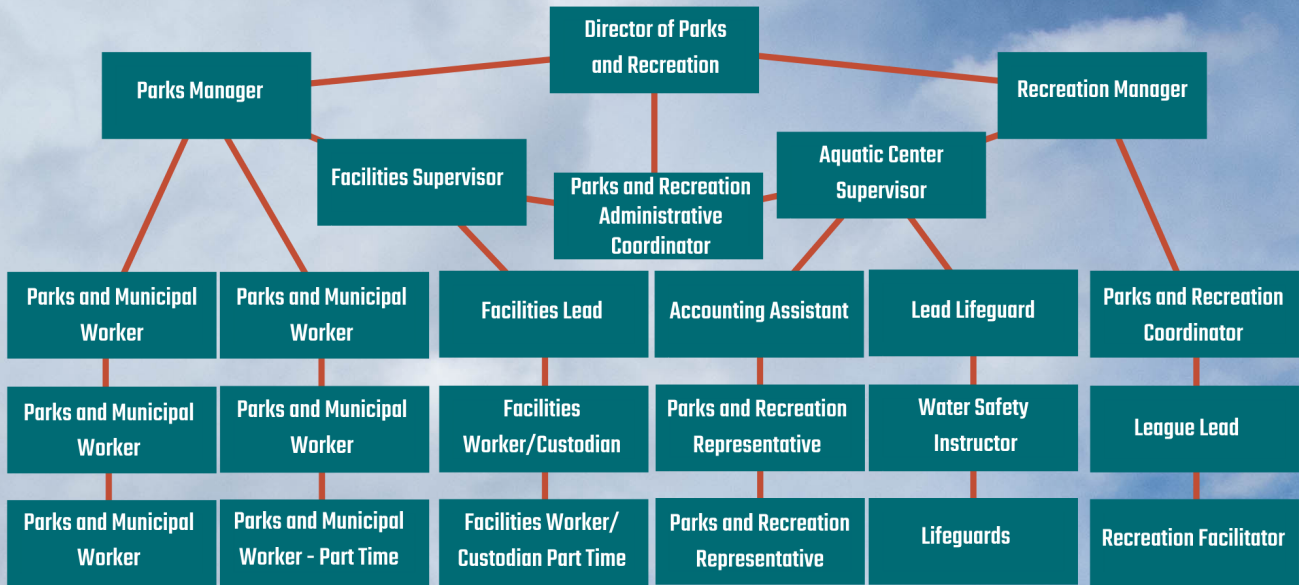 Director of Parks
and Recreation
Parks Manager
Recreation Manager
Facilities Supervisor
Aquatic Center
Supervisor
Parks and Recreation
Administrative
Coordinator
Parks and Municipal
Worker
Parks and Municipal
Worker
Facilities Lead
Accounting Assistant
Lead Lifeguard
Parks and Recreation
Coordinator
Parks and Municipal
Worker
Parks and Municipal
Worker
Facilities
Worker/Custodian
Parks and Recreation
Representative
Water Safety
Instructor
League Lead
Parks and Municipal
Worker
Parks and Municipal
Worker - Part Time
Facilities Worker/
Custodian Part Time
Parks and Recreation
Representative
Lifeguards
Recreation Facilitator